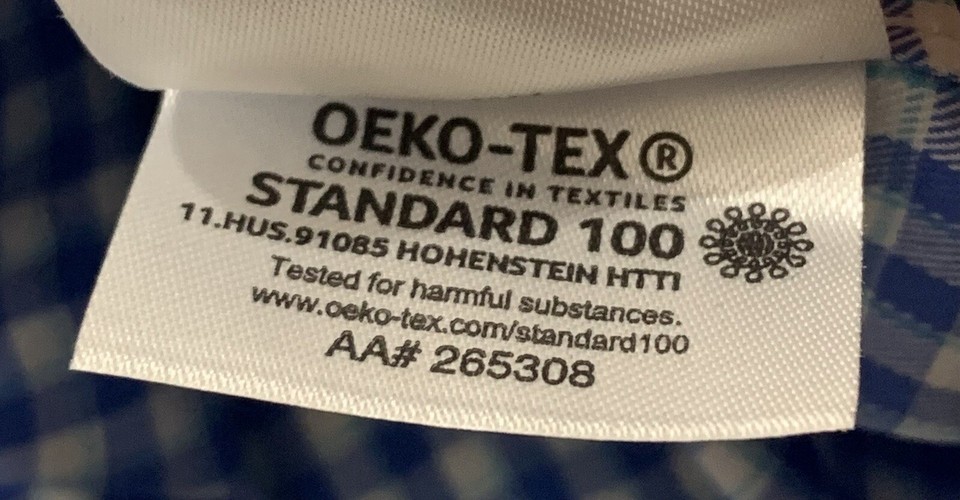 OEKO-TEX®
CONFIDENCE IN TEXTILES
STANDARD 100
11.HUS.91085 HOHENSTEIN HTTI
Tested for harmful substances.
www.oeko-tex.com/standard100
AA# 265308